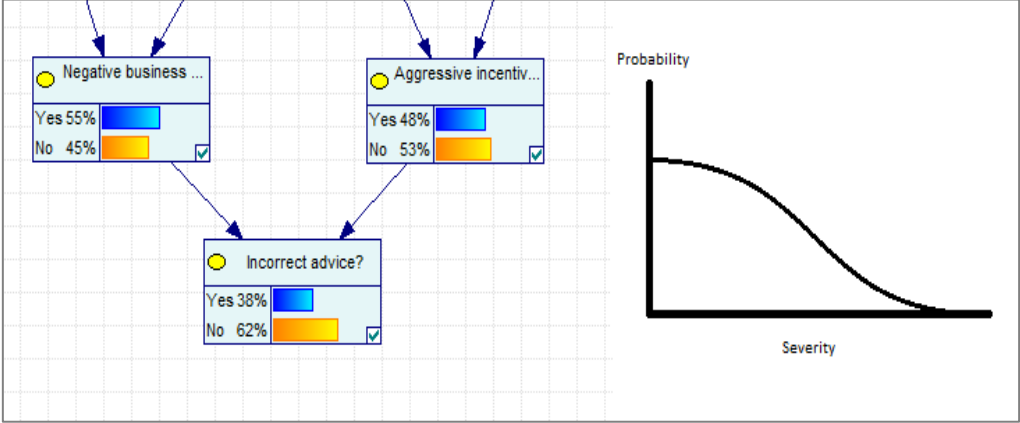 Negative business ...
Yes 55%
No 45%
Aggressive incentiv...
Yes 48%
No 53%
Incorrect advice?
Yes 38%
No 62%
Probability
Severity